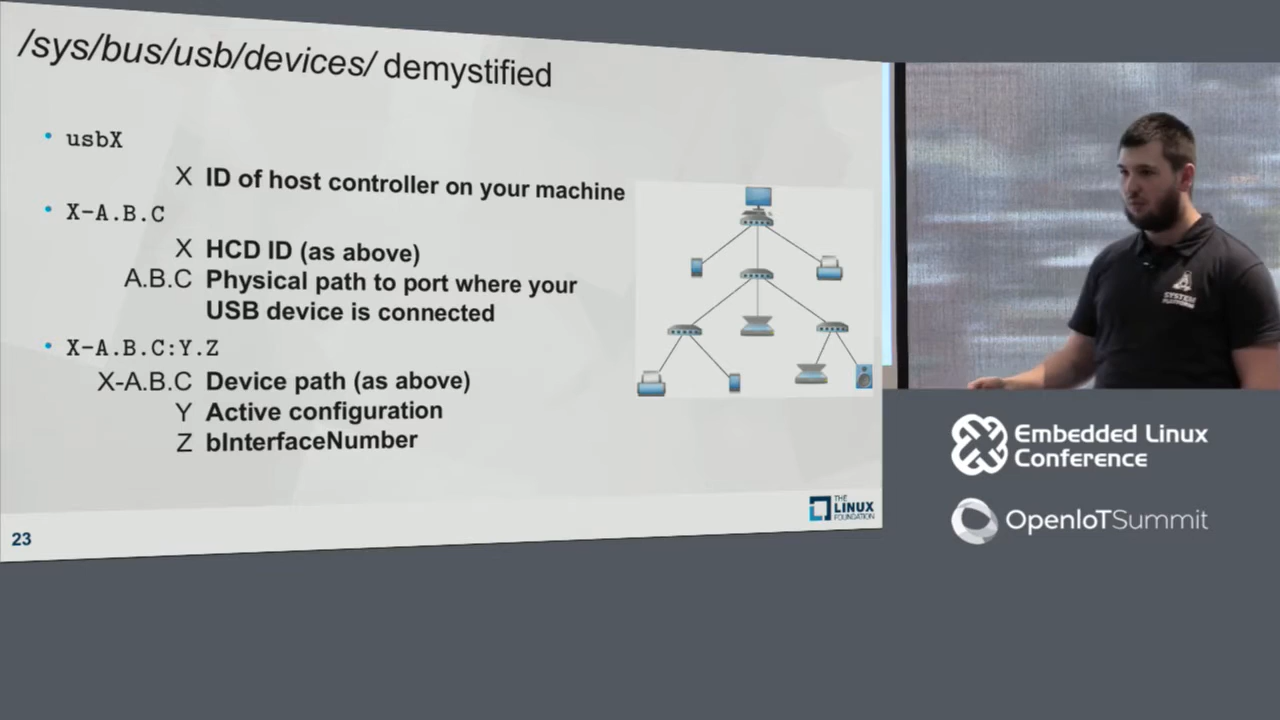 /sys/bus/usb/devices/ demystified
• usbX
X ID of host controller on your machine
• X-A.B.C
X HCD ID (as above)
A.B.C Physical path to port where your
USB device is connected
• X-A.B.C:Y.Z
X-A.B.C Device path (as above)
Y Active configuration
Z bInterfaceNumber
THE
LINUX
FOUNDATION
23
SYSTEM
PLATFORM
Embedded Linux
Conference
OpenIoTSummit